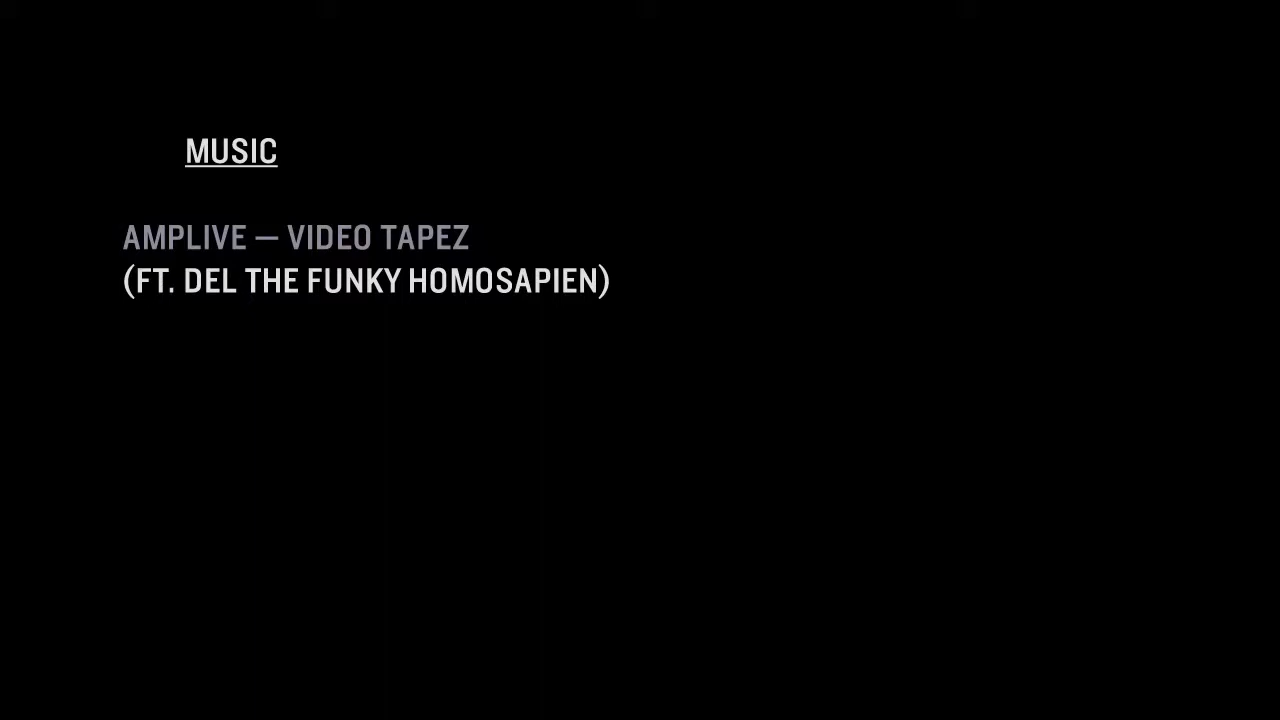 MUSIC
AMPLIVE — VIDEO TAPEZ
(FT. DEL THE FUNKY HOMOSAPIEN)